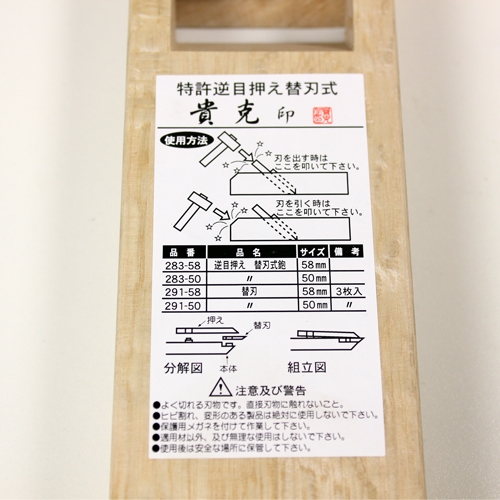 特許逆目押え替刃式
貴克印
使用方法
刃を出す時は
ここを叩いて下さい。
刃を引く時は
ここを叩いて下さい。
品番 品名 サイズ 備考
283-58 逆目押え 替刃式鉋 58㎜
283-50 〃 50㎜
291-58 替刃 58㎜ 3枚入
291-50 〃 50㎜ 〃
押え
替刃
本体
分解図 組立図
注意及び警告
●よく切れる刃物です。直接刃物に触れないこと。
●ヒビ割れ、変形のある製品は絶対に使用しないで下さい。
●保護用メガネを付けて作業して下さい。
●適用材以外、及び無理な使用はしないで下さい。
●使用後は安全な場所に保管して下さい。